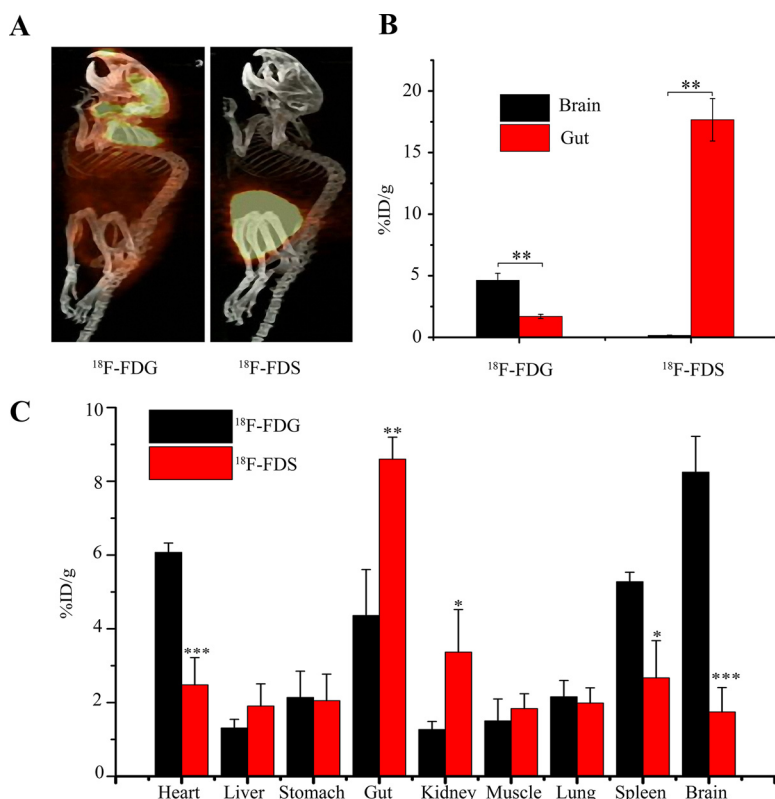 A
¹⁸F-FDG
¹⁸F-FDS
B
Brain
Gut
%ID/g
20
15
10
5
0
**
**
¹⁸F-FDG
¹⁸F-FDS
C
¹⁸F-FDG
¹⁸F-FDS
%ID/g
10
8
6
4
2
0
***
**
*
*
***
Heart Liver Stomach Gut Kidney Muscle Lung Spleen Brain